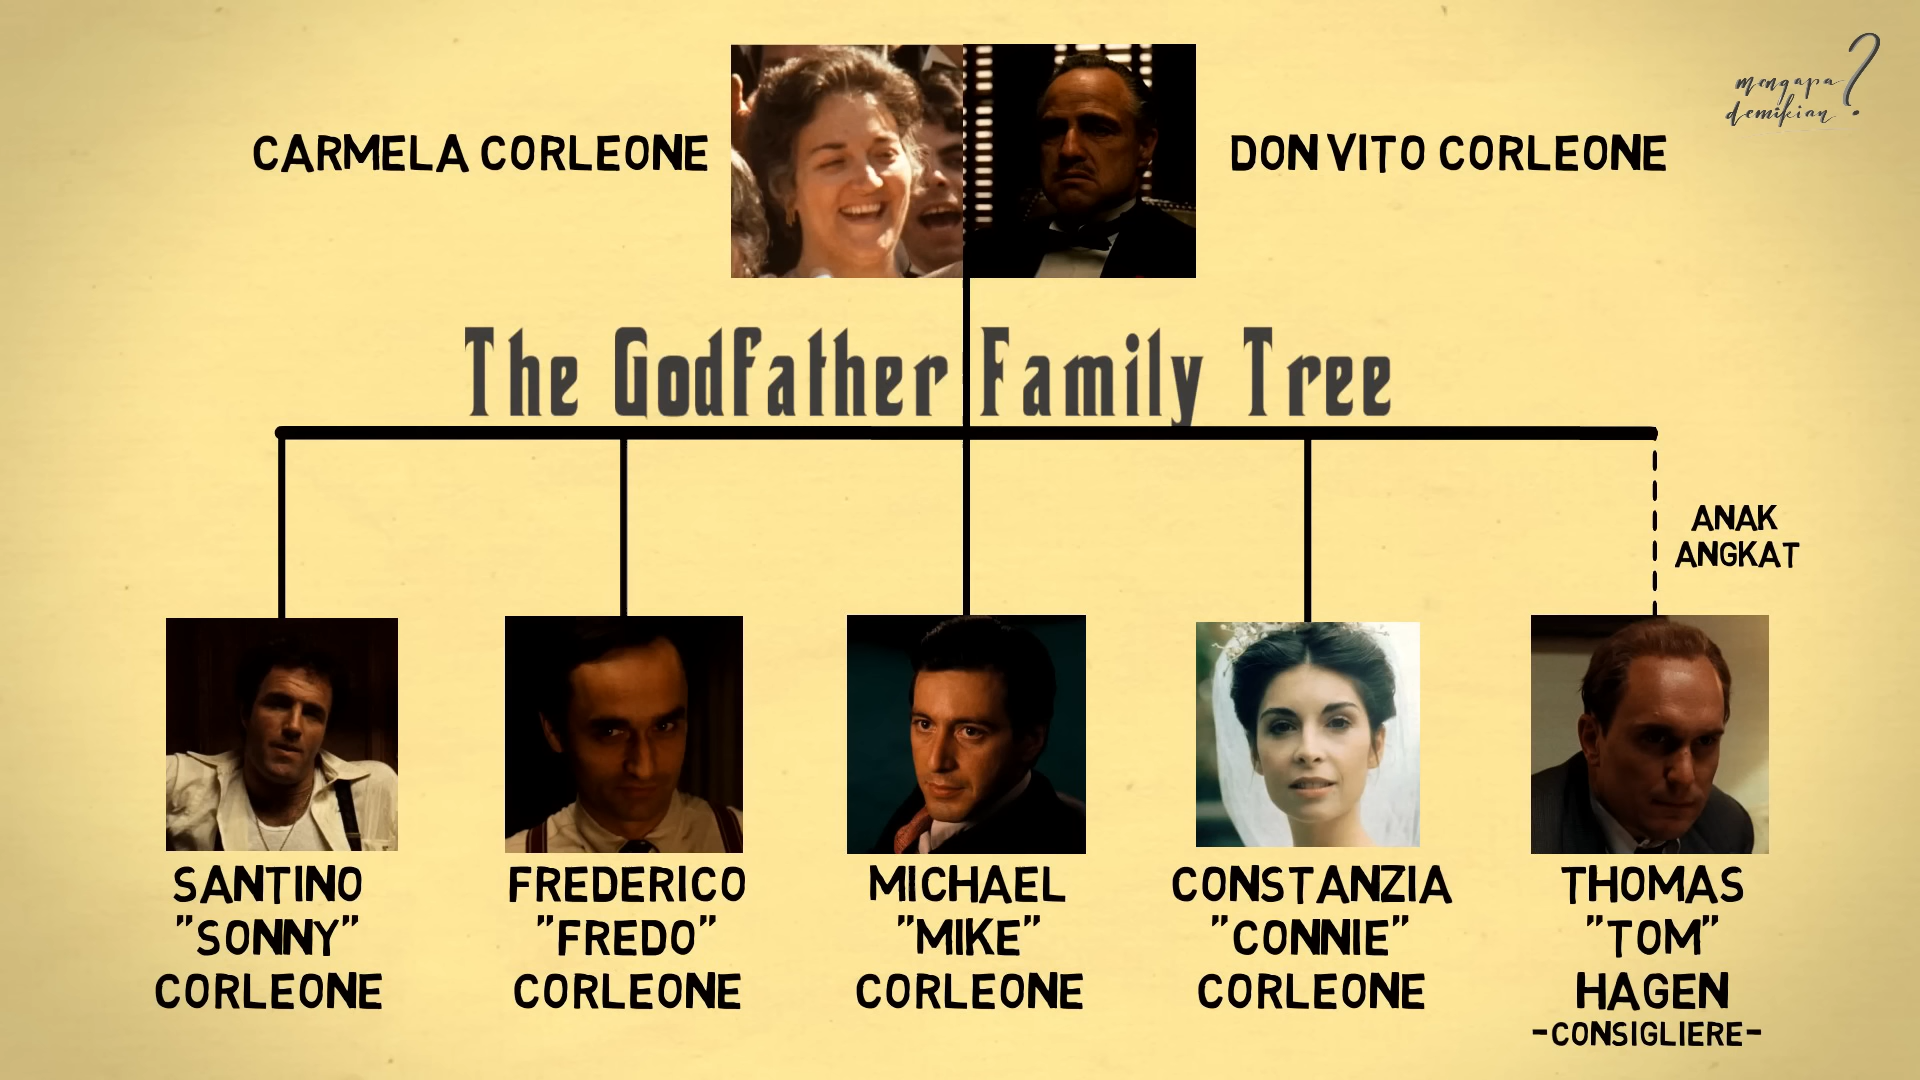 mengapa
demikian?
CARMELA CORLEONE
DON VITO CORLEONE
The Godfather Family Tree
ANAK
ANGKAT
SANTINO
"SONNY"
CORLEONE
FREDERICO
"FREDO"
CORLEONE
MICHAEL
"MIKE"
CORLEONE
CONSTANZIA
"CONNIE"
CORLEONE
THOMAS
"TOM"
HAGEN
-CONSIGLIERE-